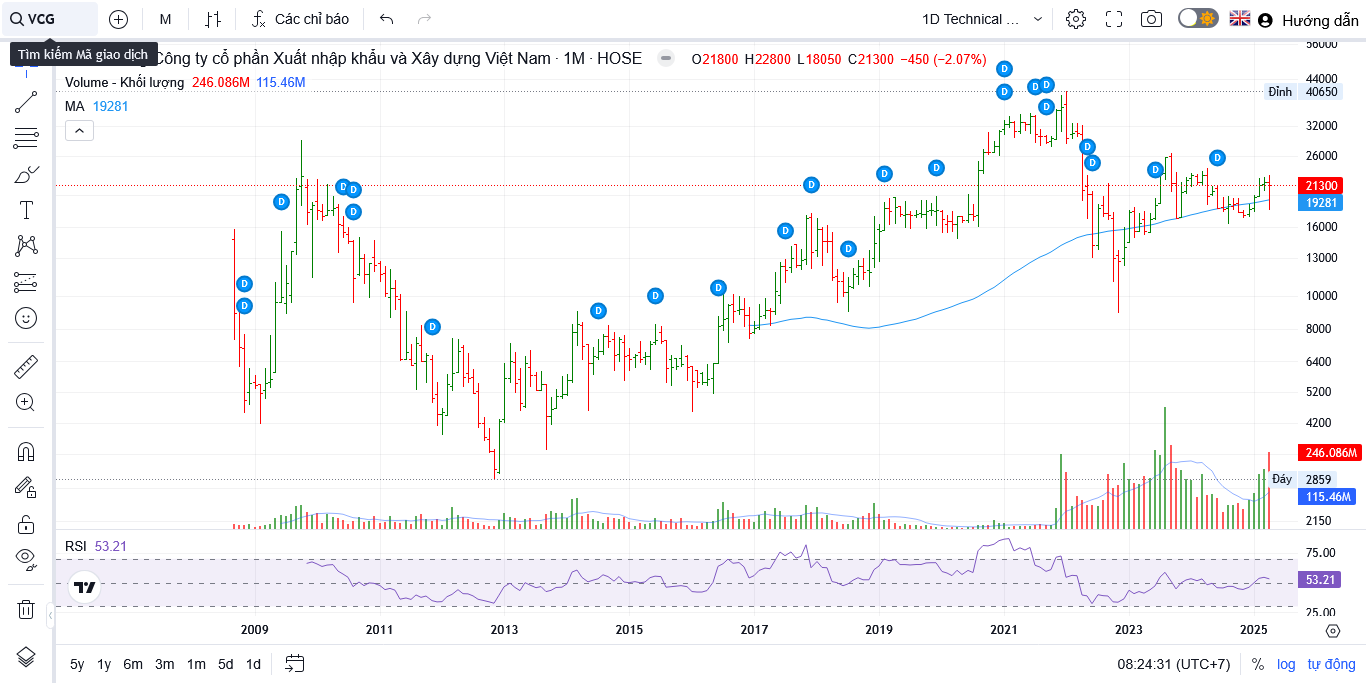 VCG
M
Các chỉ báo
1D Technical ...
Hướng dẫn
Tìm kiếm Mã giao dịch
Công ty cổ phần Xuất nhập khẩu và Xây dựng Việt Nam · 1M · HOSE
O21800 H22800 L18050 C21300 −450 (−2.07%)
Volume - Khối lượng 246.086M 115.46M
MA 19281
D D D D D D D D D D D D D D D D D D D D D D D D
56000
44000
Đỉnh 40650
32000
26000
21300
19281
16000
13000
10000
8000
6400
5200
4200
246.086M
Đáy 2859
115.46M
2150
RSI 53.21
75.00
53.21
25.00
2009 2011 2013 2015 2017 2019 2021 2023 2025
5y 1y 6m 3m 1m 5d 1d
08:24:31 (UTC+7) % log tự động